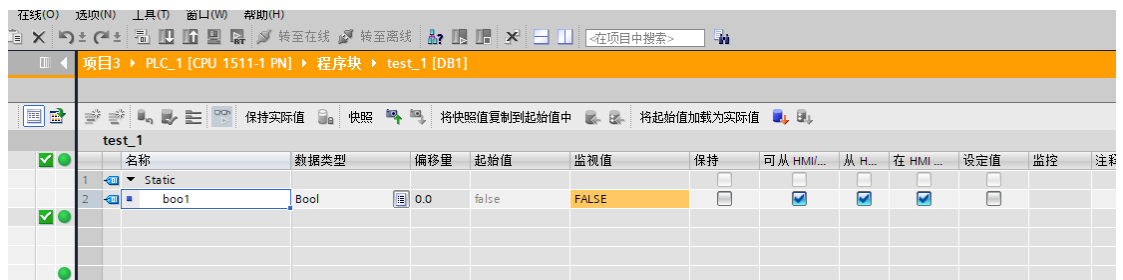 在线(O) 选项(N) 工具(T) 窗口(W) 帮助(H)
转至在线 转至离线 <在项目中搜索>
项目3 PLC_1 [CPU 1511-1 PN] 程序块 test_1 [DB1]
保持实际值 快照 将快照值复制到起始值中 将起始值加载为实际值
test_1
名称 数据类型 偏移量 起始值 监视值 保持 可从 HMI/... 从 H... 在 HMI ... 设定值 监控 注释
1 Static
2 boo1 Bool 0.0 false FALSE